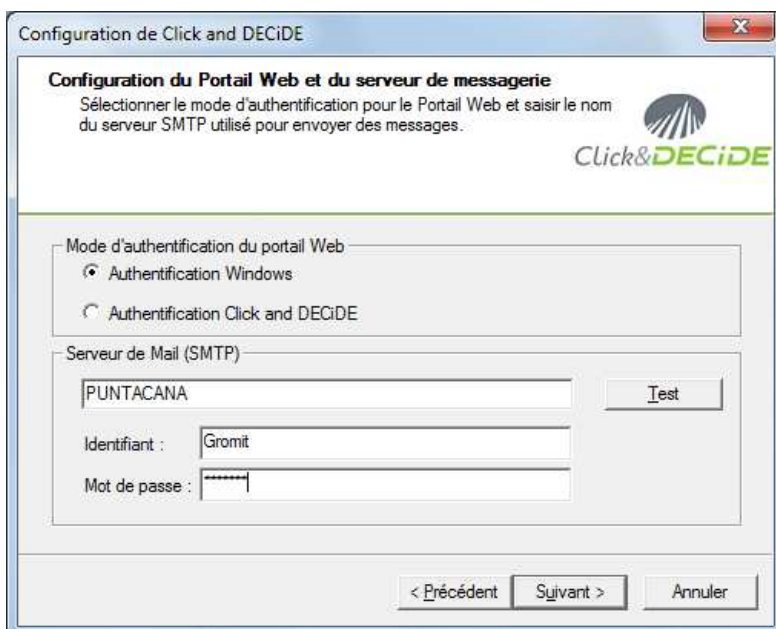 Configuration de Click and DECiDE
Configuration du Portail Web et du serveur de messagerie
Sélectionner le mode d'authentification pour le Portail Web et saisir le nom
du serveur SMTP utilisé pour envoyer des messages.
Click&DECiDE
Mode d'authentification du portail Web
Authentification Windows
Authentification Click and DECiDE
Serveur de Mail (SMTP)
PUNTACANA
Test
Identifiant :
Gromit
Mot de passe :
*******
< Précédent
Suivant >
Annuler